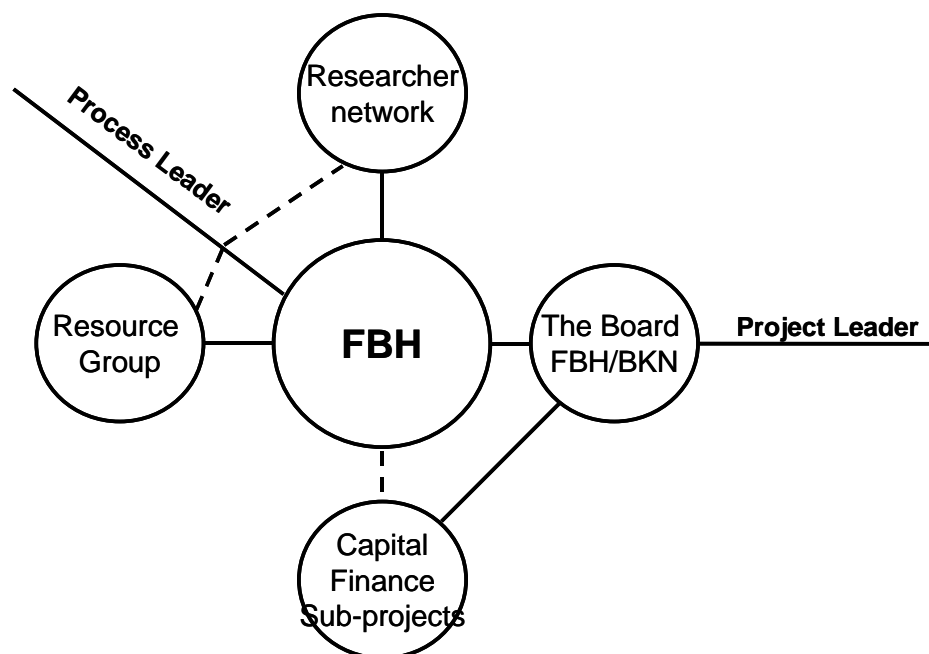 Researcher
network
Process Leader
Resource
Group
FBH
The Board
FBH/BKN
Project Leader
Capital
Finance
Sub-projects